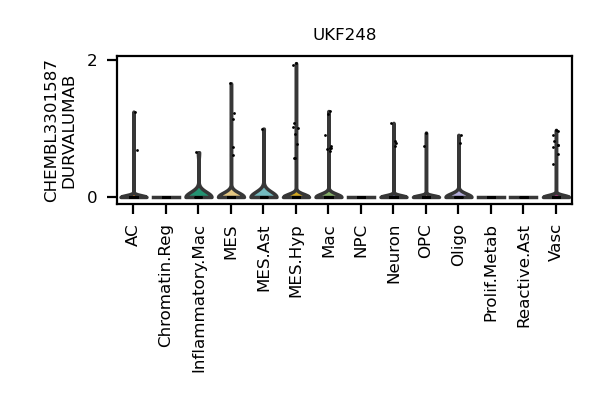 UKF248
CHEMBL3301587
DURVALUMAB
2
0
AC
Chromatin.Reg
Inflammatory.Mac
MES
MES.Ast
MES.Hyp
Mac
NPC
Neuron
OPC
Oligo
Prolif.Metab
Reactive.Ast
Vasc